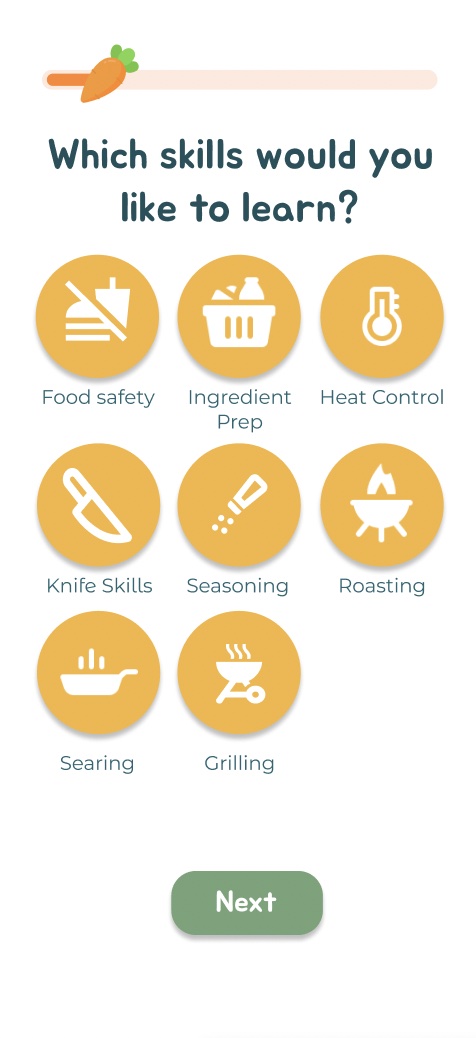 Which skills would you
like to learn?
Food safety
Ingredient
Prep
Heat Control
Knife Skills
Seasoning
Roasting
Searing
Grilling
Next